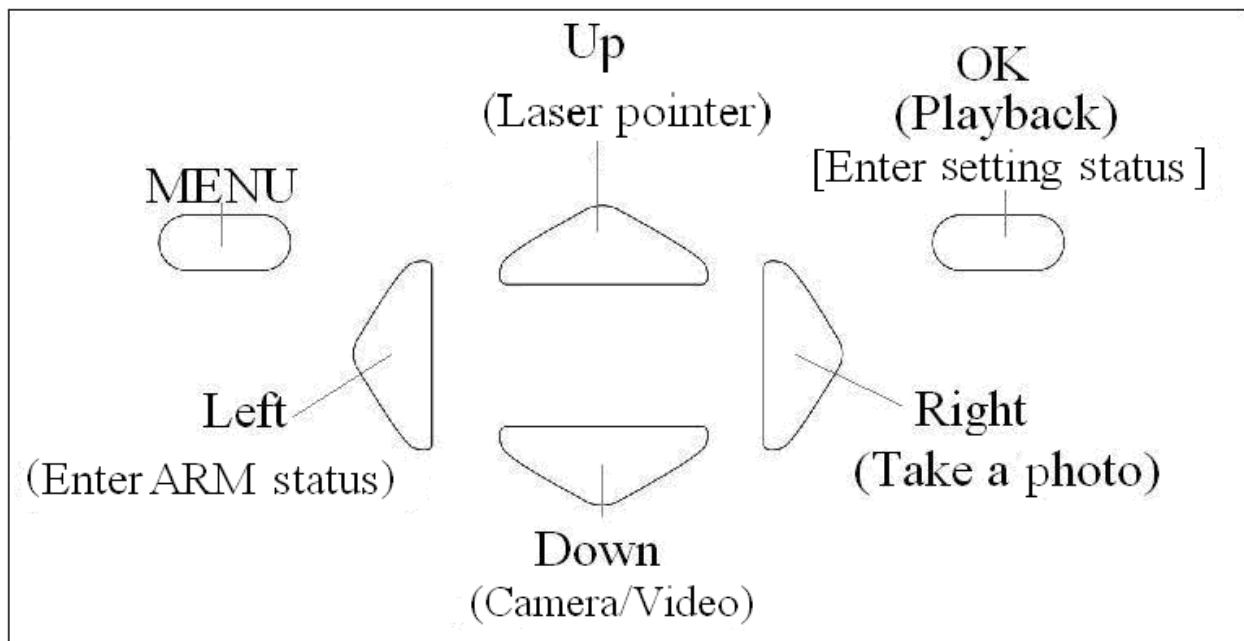 Up
(Laser pointer)
OK
(Playback)
[Enter setting status]
MENU
Left
(Enter ARM status)
Right
(Take a photo)
Down
(Camera/Video)